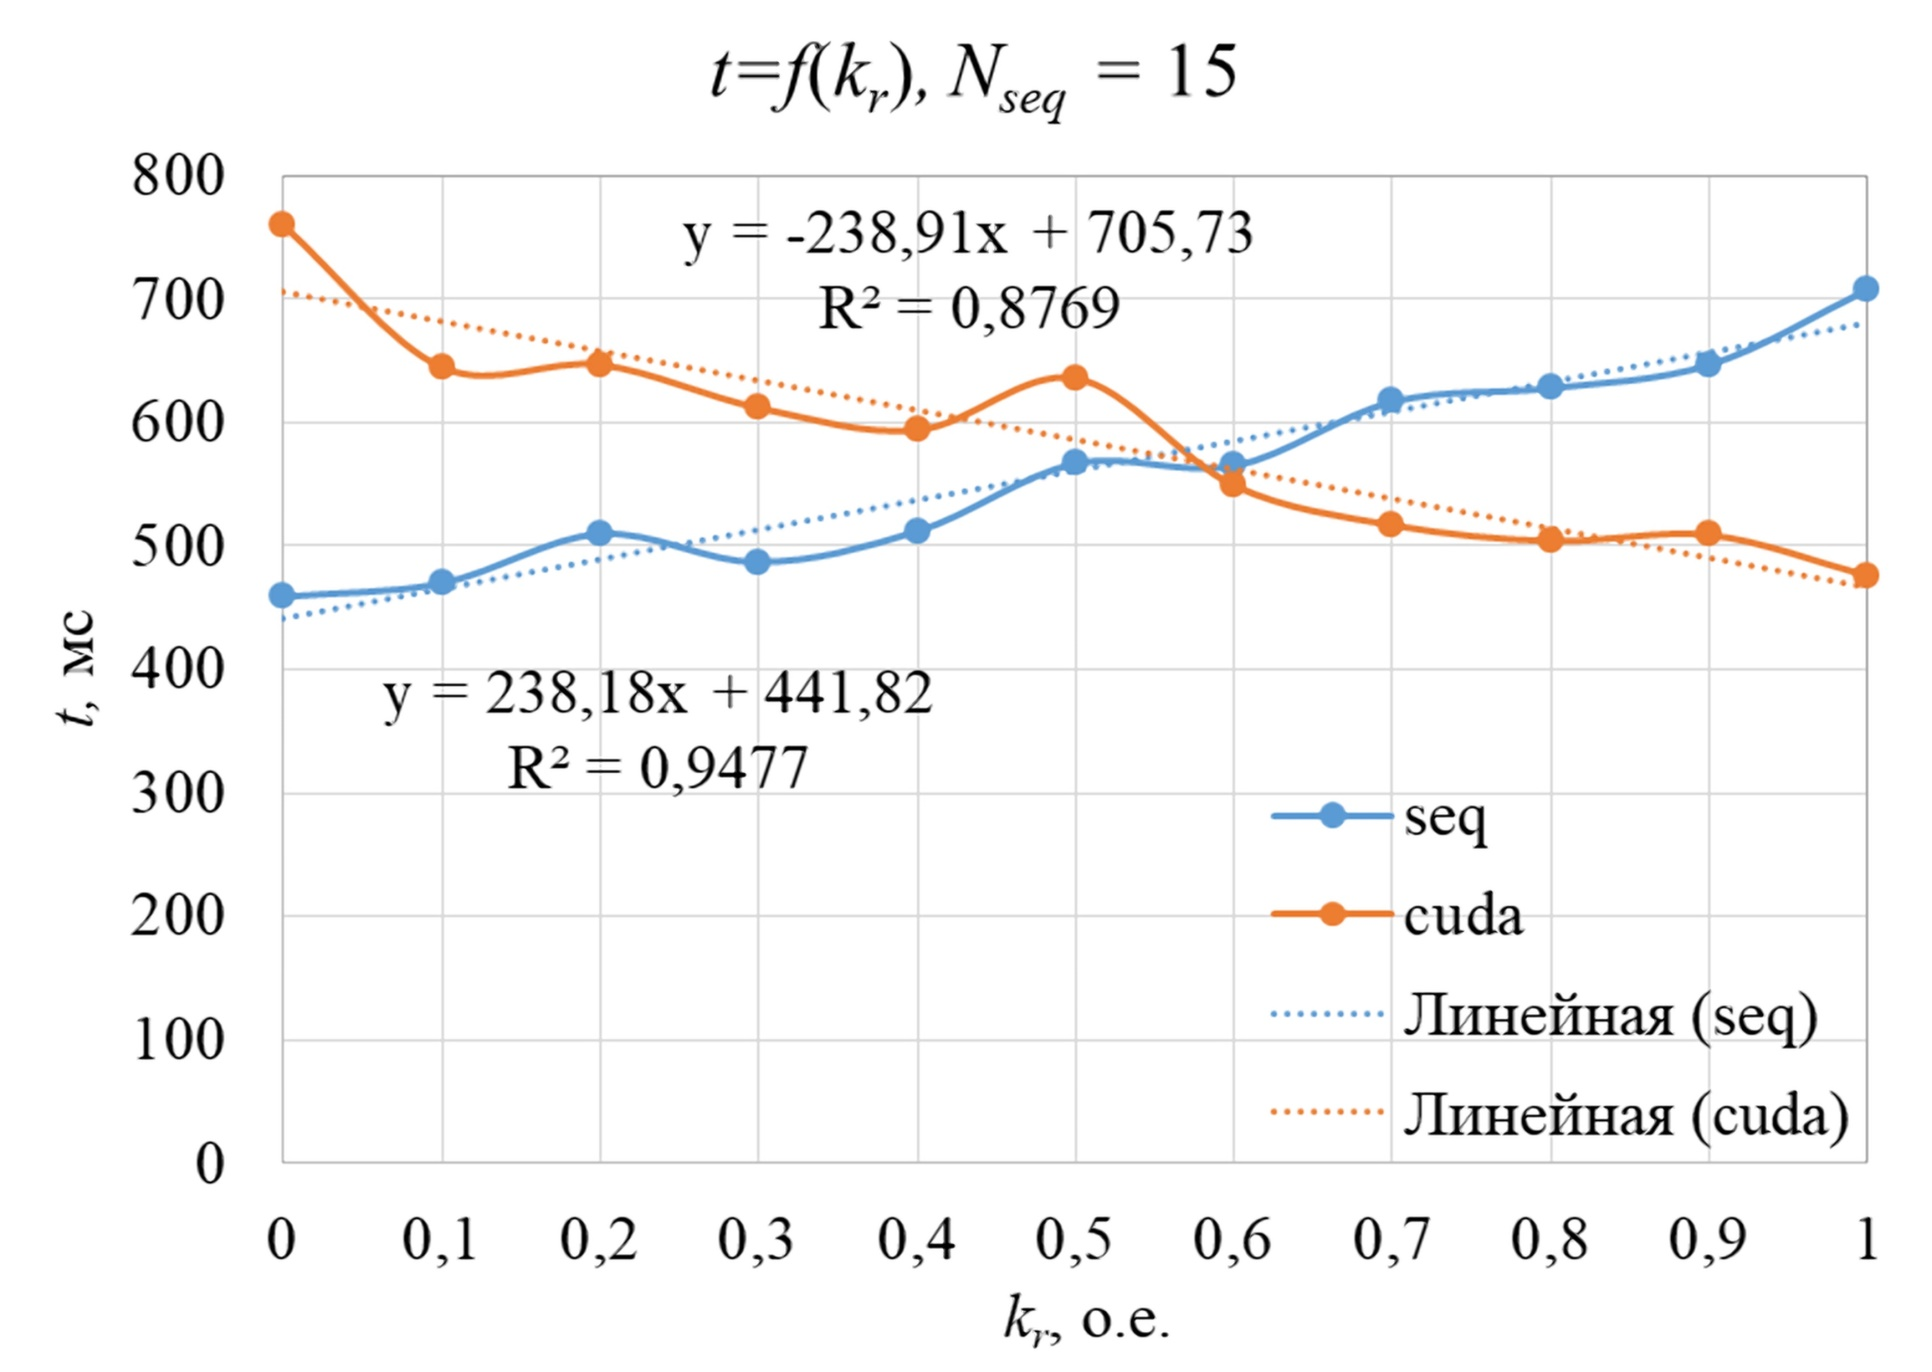 t=f(kr), Nseq = 15
800
700
600
500
400
300
200
100
0
t, мс
y = -238,91x + 705,73
R² = 0,8769
y = 238,18x + 441,82
R² = 0,9477
seq
cuda
Линейная (seq)
Линейная (cuda)
0 0,1 0,2 0,3 0,4 0,5 0,6 0,7 0,8 0,9 1
kr, о.е.